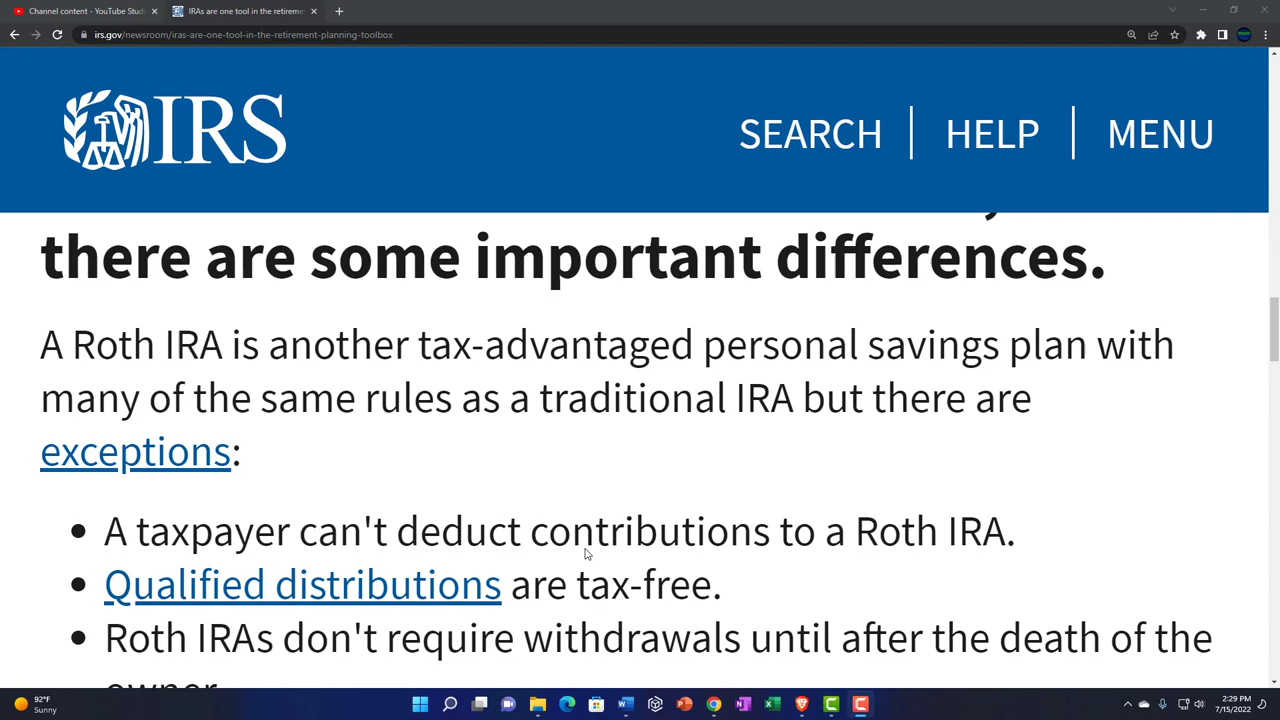 Channel content - YouTube Studi
IRAs are one tool in the retireme
irs.gov/newsroom/iras-are-one-tool-in-the-retirement-planning-toolbox
IRS
SEARCH
HELP
MENU
there are some important differences.
A Roth IRA is another tax-advantaged personal savings plan with
many of the same rules as a traditional IRA but there are
exceptions:
• A taxpayer can't deduct contributions to a Roth IRA.
• Qualified distributions are tax-free.
• Roth IRAs don't require withdrawals until after the death of the
owner
92°F
Sunny
2:29 PM
7/15/2022